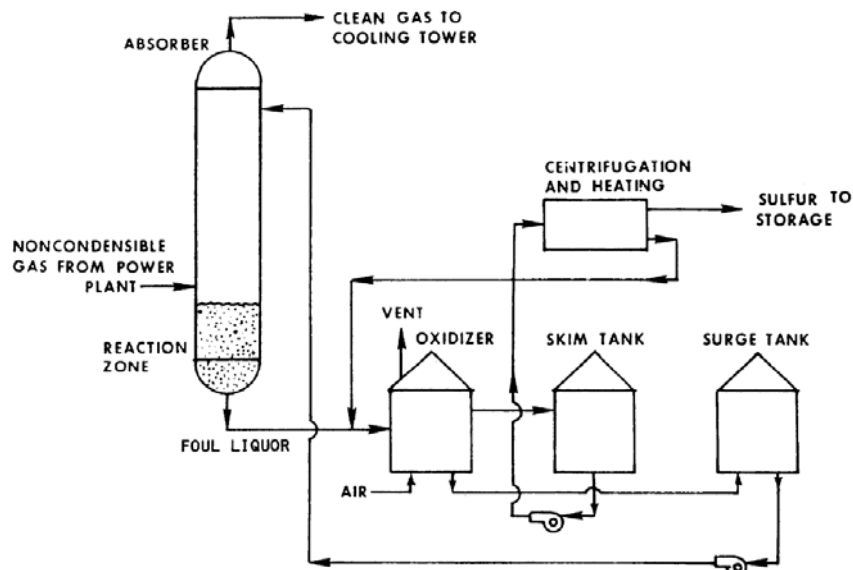 CLEAN GAS TO
COOLING TOWER
ABSORBER
CENTRIFUGATION
AND HEATING
SULFUR TO
STORAGE
NONCONDENSIBLE
GAS FROM POWER
PLANT
VENT
OXIDIZER
SKIM TANK
SURGE TANK
REACTION
ZONE
FOUL LIQUOR
AIR